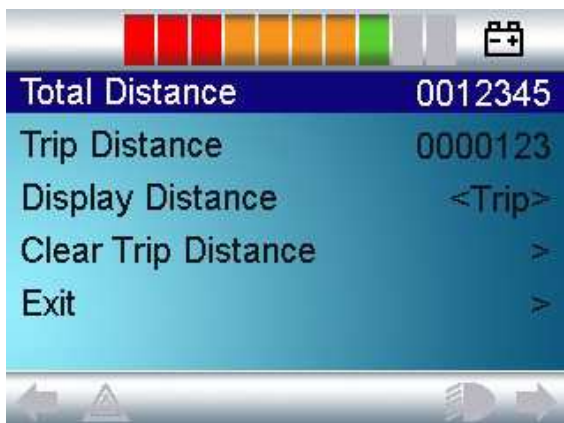 Total Distance 0012345
Trip Distance 0000123
Display Distance <Trip>
Clear Trip Distance >
Exit >